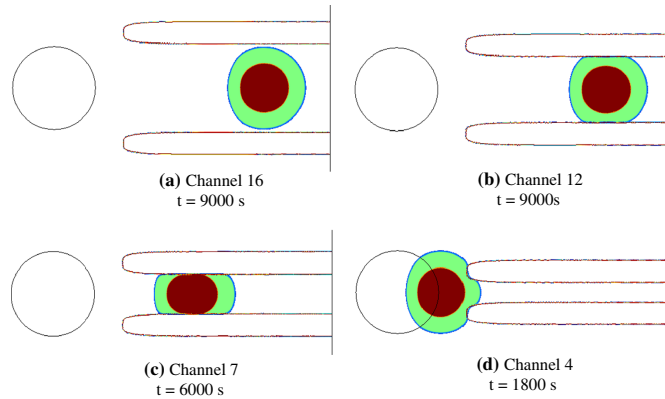 (a) Channel 16
t = 9000 s
(b) Channel 12
t = 9000s
(c) Channel 7
t = 6000 s
(d) Channel 4
t = 1800 s